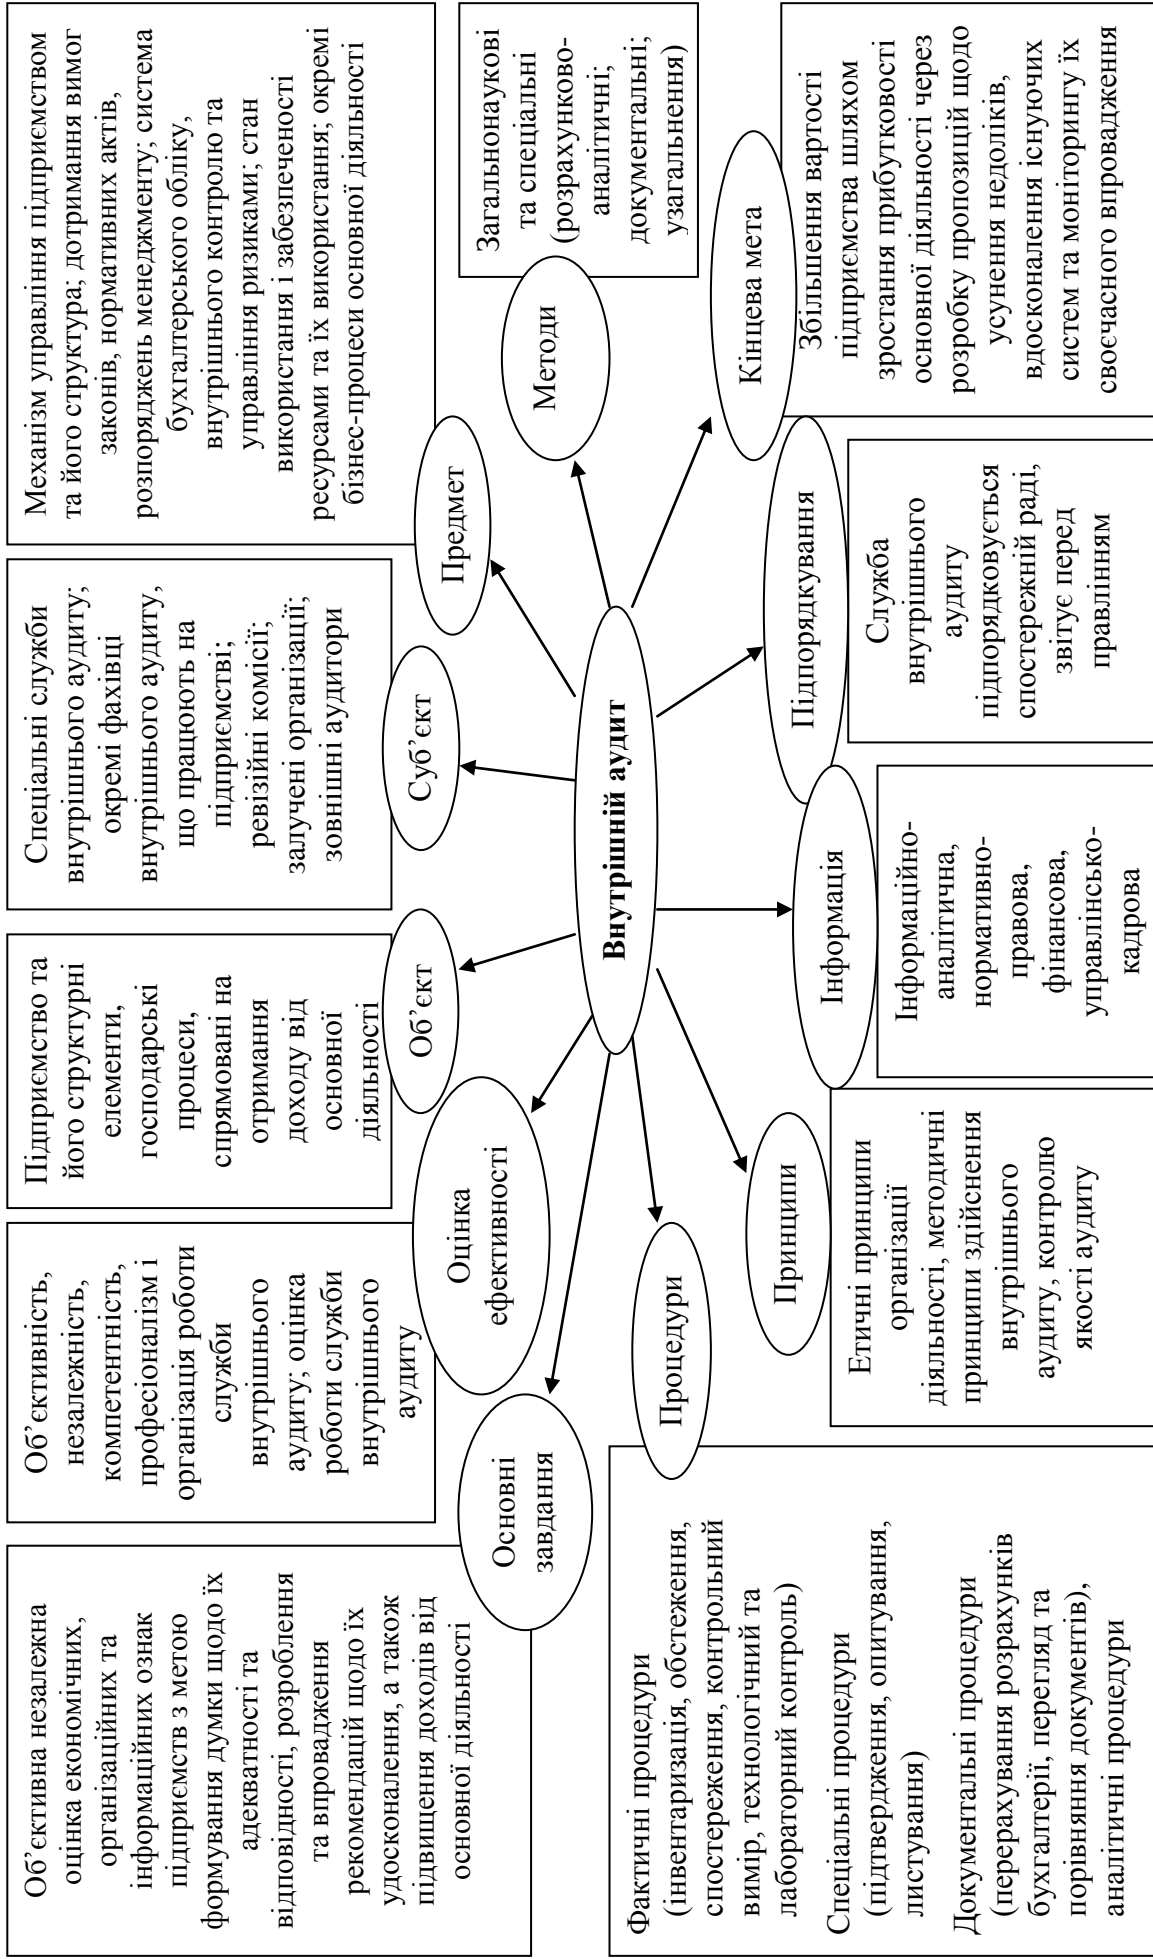 Об’єктивна незалежна
оцінка економічних,
організаційних та
інформаційних ознак
підприємств з метою
формування думки щодо їх
адекватності та
відповідності, розроблення
та впровадження
рекомендацій щодо їх
удосконалення, а також
підвищення доходів від
основної діяльності
Об’єктивність,
незалежність,
компетентність,
професіоналізм і
організація роботи
служби
внутрішнього
аудиту; оцінка
роботи служби
внутрішнього
аудиту
Підприємство та
його структурні
елементи,
господарські
процеси,
спрямовані на
отримання
доходу від
основної
діяльності
Спеціальні служби
внутрішнього аудиту;
окремі фахівці
внутрішнього аудиту,
що працюють на
підприємстві;
ревізійні комісії;
залучені організації;
зовнішні аудитори
Механізм управління підприємством
та його структура; дотримання вимог
законів, нормативних актів,
розпоряджень менеджменту; система
бухгалтерського обліку,
внутрішнього контролю та
управління ризиками; стан
використання і забезпеченості
ресурсами та їх використання; окремі
бізнес-процеси основної діяльності
Основні
завдання
Оцінка
ефективності
Об’єкт
Суб’єкт
Предмет
Методи
Загальнонаукові
та спеціальні
(розрахунково-
аналітичні;
документальні;
узагальнення)
Внутрішній аудит
Процедури
Принципи
Інформація
Підпорядкування
Кінцева мета
Фактичні процедури
(інвентаризація, обстеження,
спостереження, контрольний
вимір, технологічний та
лабораторний контроль)
Спеціальні процедури
(підтвердження, опитування,
листування)
Документальні процедури
(перерахування розрахунків
бухгалтерії, перегляд та
порівняння документів),
аналітичні процедури
Етичні принципи
організації
діяльності, методичні
принципи здійснення
внутрішнього
аудиту, контролю
якості аудиту
Інформаційно-
аналітична,
нормативно-
правова,
фінансова,
управлінсько-
кадрова
Служба
внутрішнього
аудиту
підпорядковується
спостережній раді,
звітує перед
правлінням
Збільшення вартості
підприємства шляхом
зростання прибутковості
основної діяльності через
розробку пропозицій щодо
усунення недоліків,
вдосконалення існуючих
систем та моніторингу їх
своєчасного впровадження